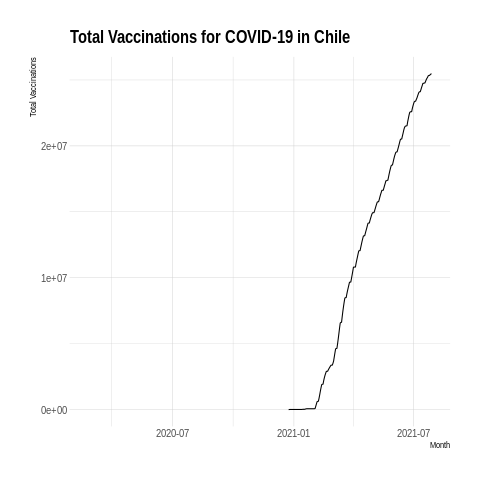 Total Vaccinations for COVID-19 in Chile
Total Vaccinations
2e+07
1e+07
0e+00
2020-07 2021-01 2021-07
Month